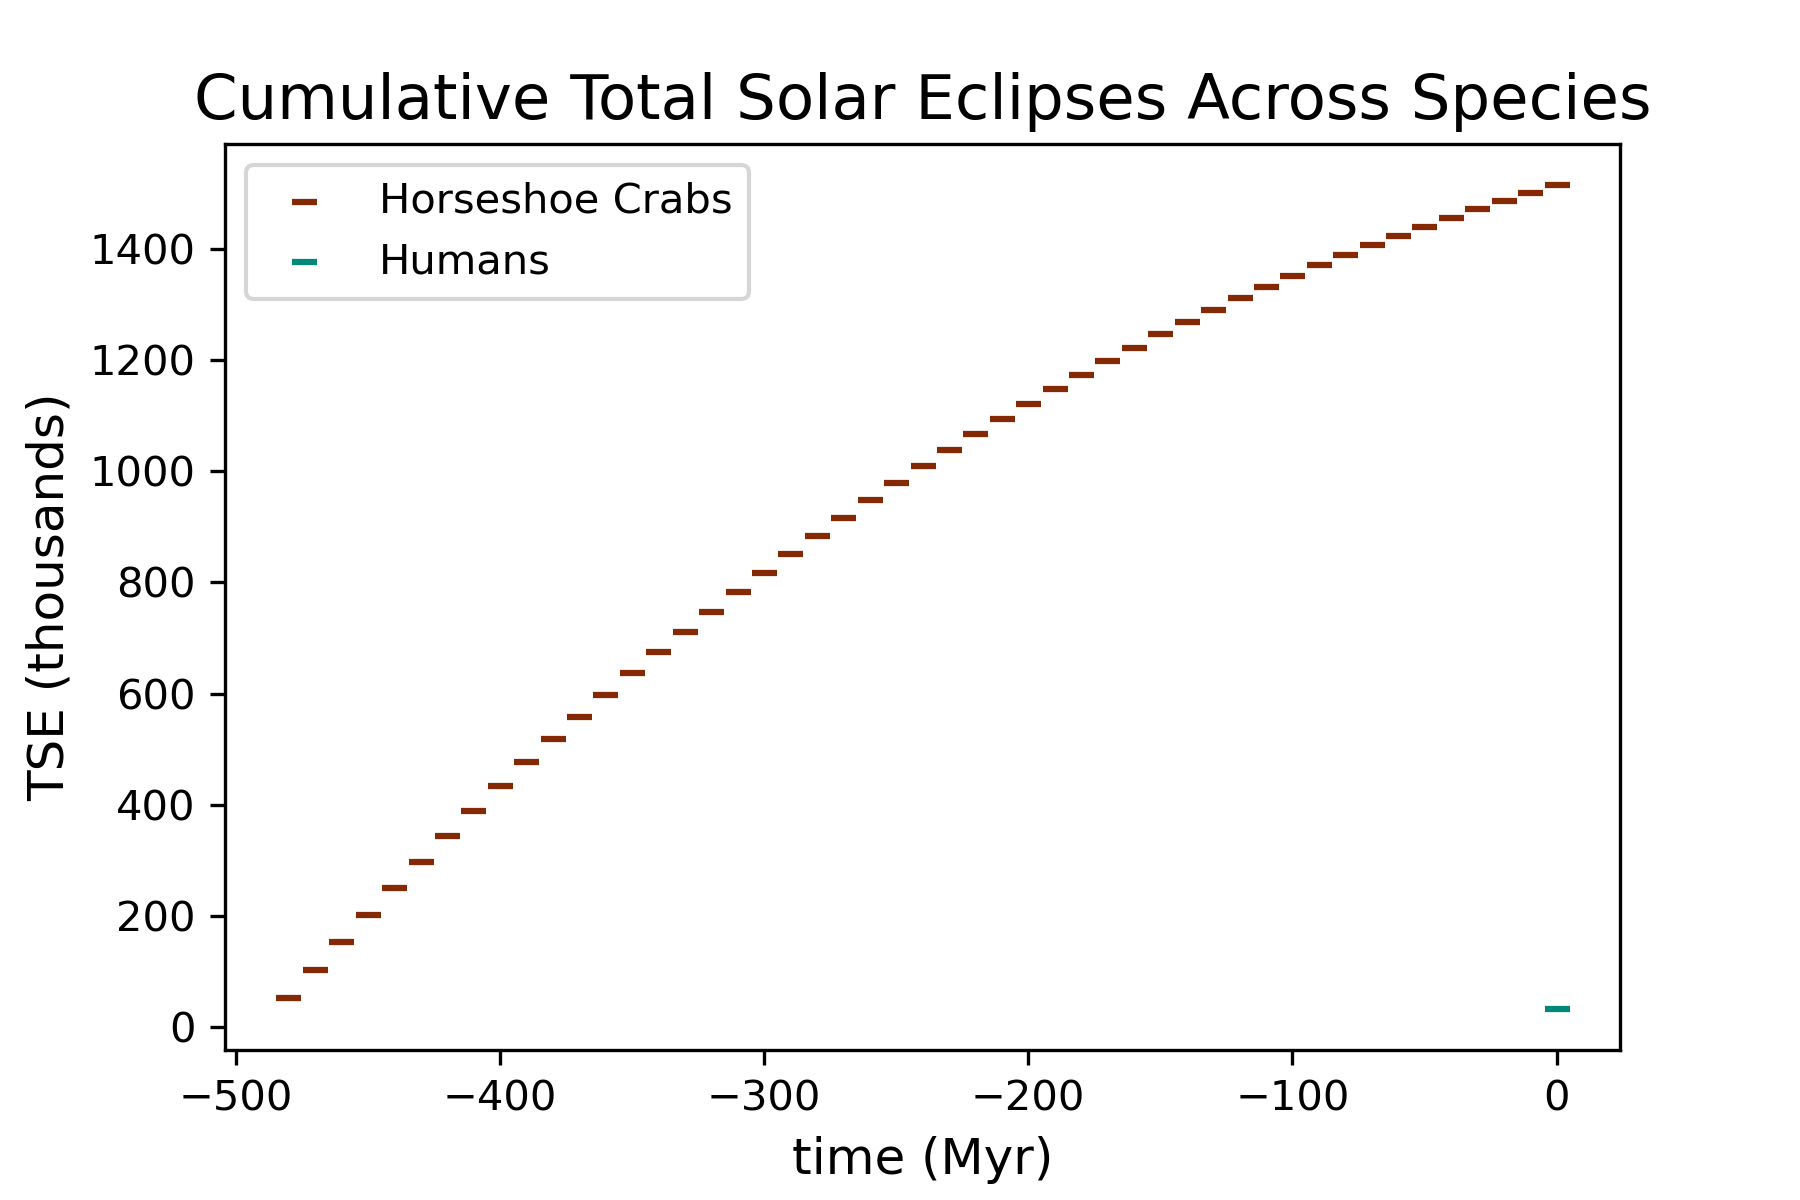 Cumulative Total Solar Eclipses Across Species
Horseshoe Crabs
Humans
TSE (thousands)
1400
1200
1000
800
600
400
200
0
−500 −400 −300 −200 −100 0
time (Myr)